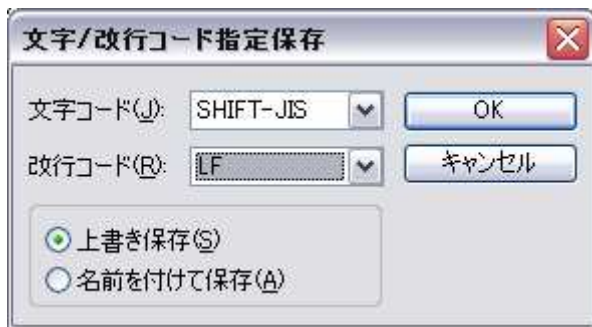 文字/改行コード指定保存
文字コード(J): SHIFT-JIS OK
改行コード(R): LF キャンセル
上書き保存(S)
名前を付けて保存(A)